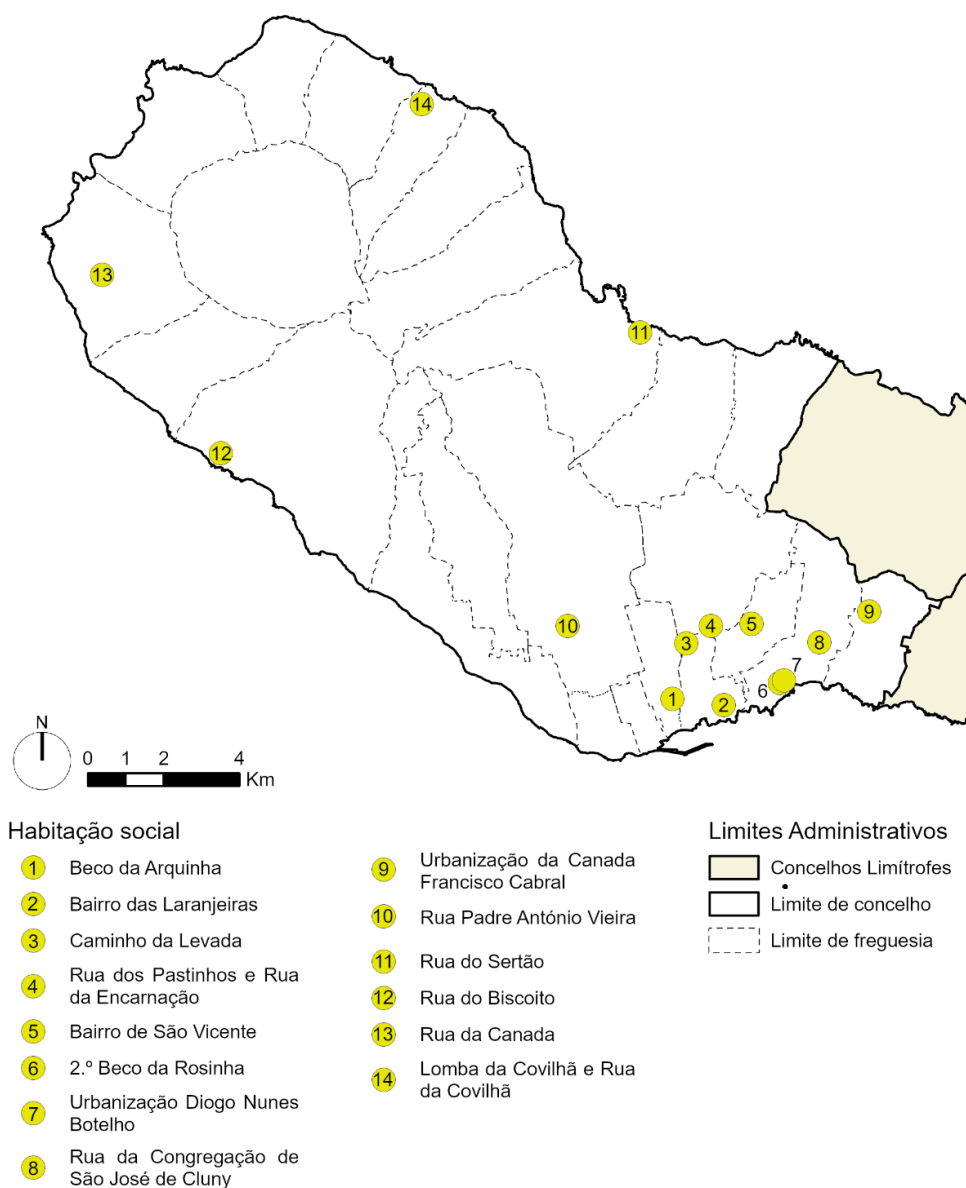 14
13
11
12
9
10
4
5
3
8
7
6
1
2
N
0 1 2 4
Km
Habitação social
1 Beco da Arquinha
2 Bairro das Laranjeiras
3 Caminho da Levada
4 Rua dos Pastinhos e Rua
da Encarnação
5 Bairro de São Vicente
6 2.º Beco da Rosinha
7 Urbanização Diogo Nunes
Botelho
8 Rua da Congregação de
São José de Cluny
9 Urbanização da Canada
Francisco Cabral
10 Rua Padre António Vieira
11 Rua do Sertão
12 Rua do Biscoito
13 Rua da Canada
14 Lomba da Covilhã e Rua
da Covilhã
Limites Administrativos
Concelhos Limítrofes
Limite de concelho
Limite de freguesia